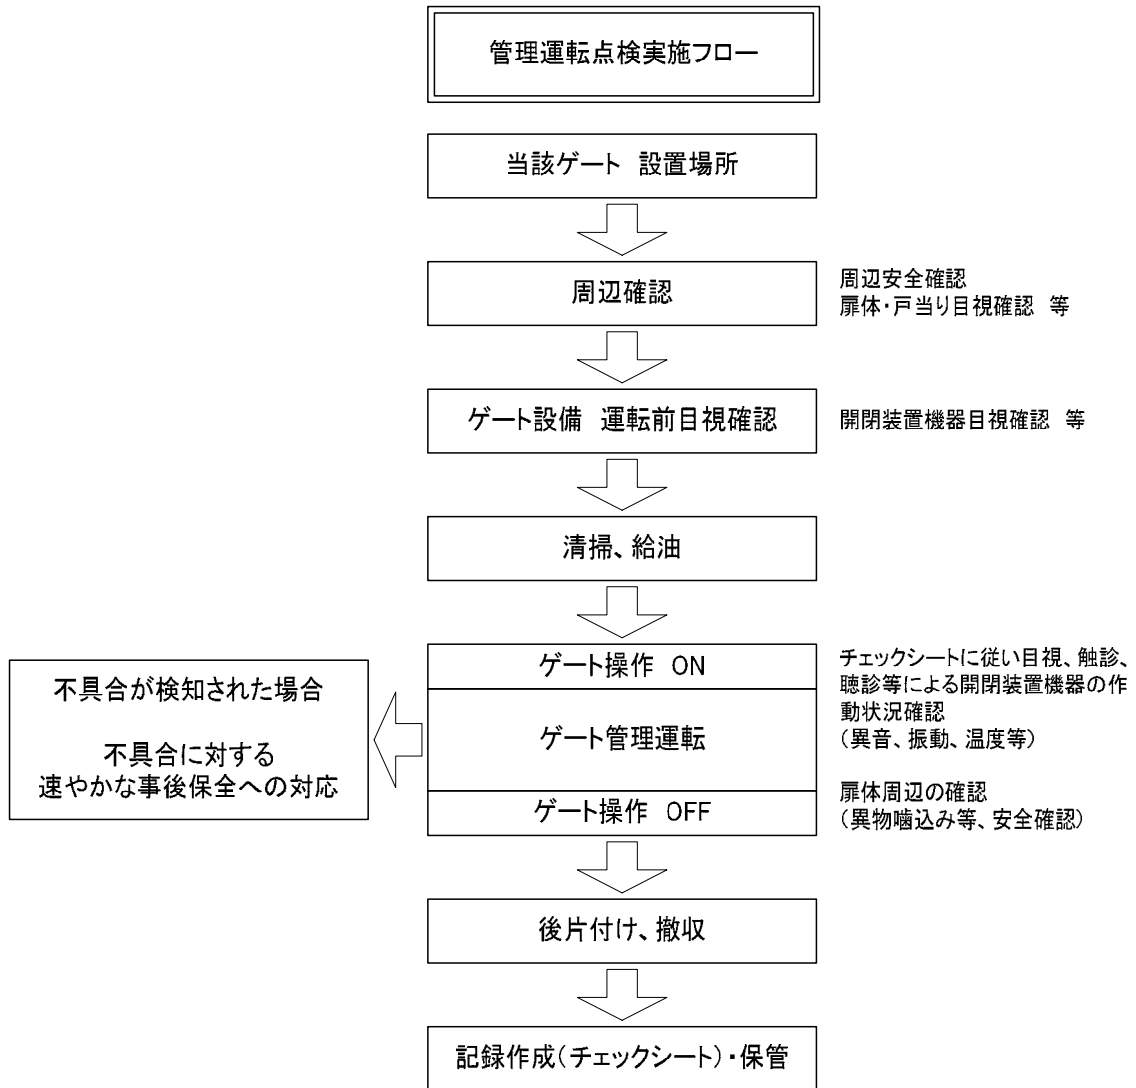 管理運転点検実施フロー
当該ゲート　設置場所
周辺確認
周辺安全確認
扉体・戸当り目視確認　等
ゲート設備　運転前目視確認
開閉装置機器目視確認　等
清掃、給油
ゲート操作　ON
ゲート管理運転
ゲート操作　OFF
チェックシートに従い目視、触診、
聴診等による開閉装置機器の作
動状況確認
(異音、振動、温度等)
扉体周辺の確認
(異物噛込み等、安全確認)
不具合が検知された場合
不具合に対する
速やかな事後保全への対応
後片付け、撤収
記録作成(チェックシート)・保管